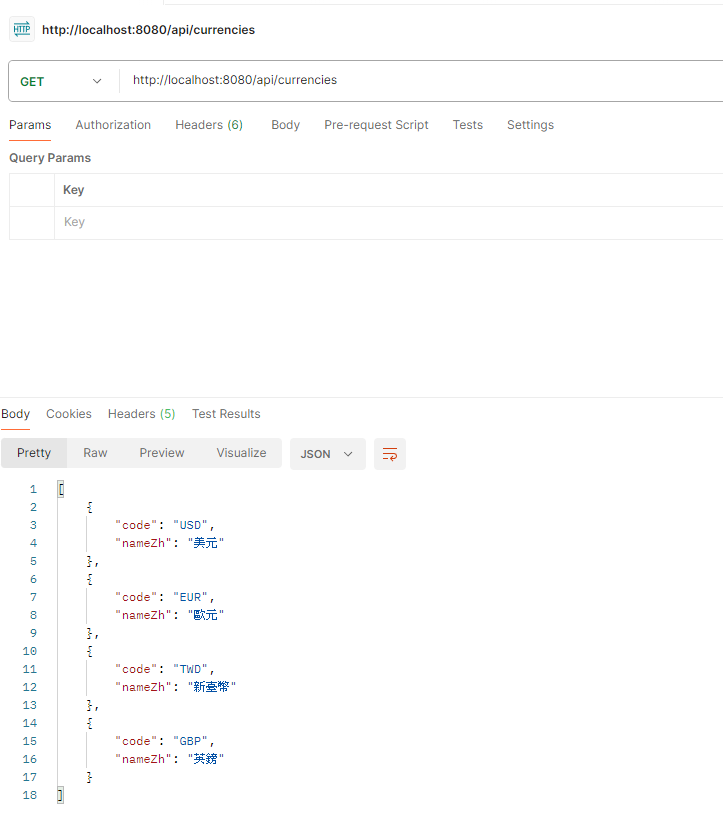 HTTP http://localhost:8080/api/currencies
GET http://localhost:8080/api/currencies
Params Authorization Headers (6) Body Pre-request Script Tests Settings
Query Params
Key
Key
Body Cookies Headers (5) Test Results
Pretty Raw Preview Visualize JSON
1 [
2 {
3 "code": "USD",
4 "nameZh": "美元"
5 },
6 {
7 "code": "EUR",
8 "nameZh": "歐元"
9 },
10 {
11 "code": "TWD",
12 "nameZh": "新臺幣"
13 },
14 {
15 "code": "GBP",
16 "nameZh": "英鎊"
17 }
18 ]